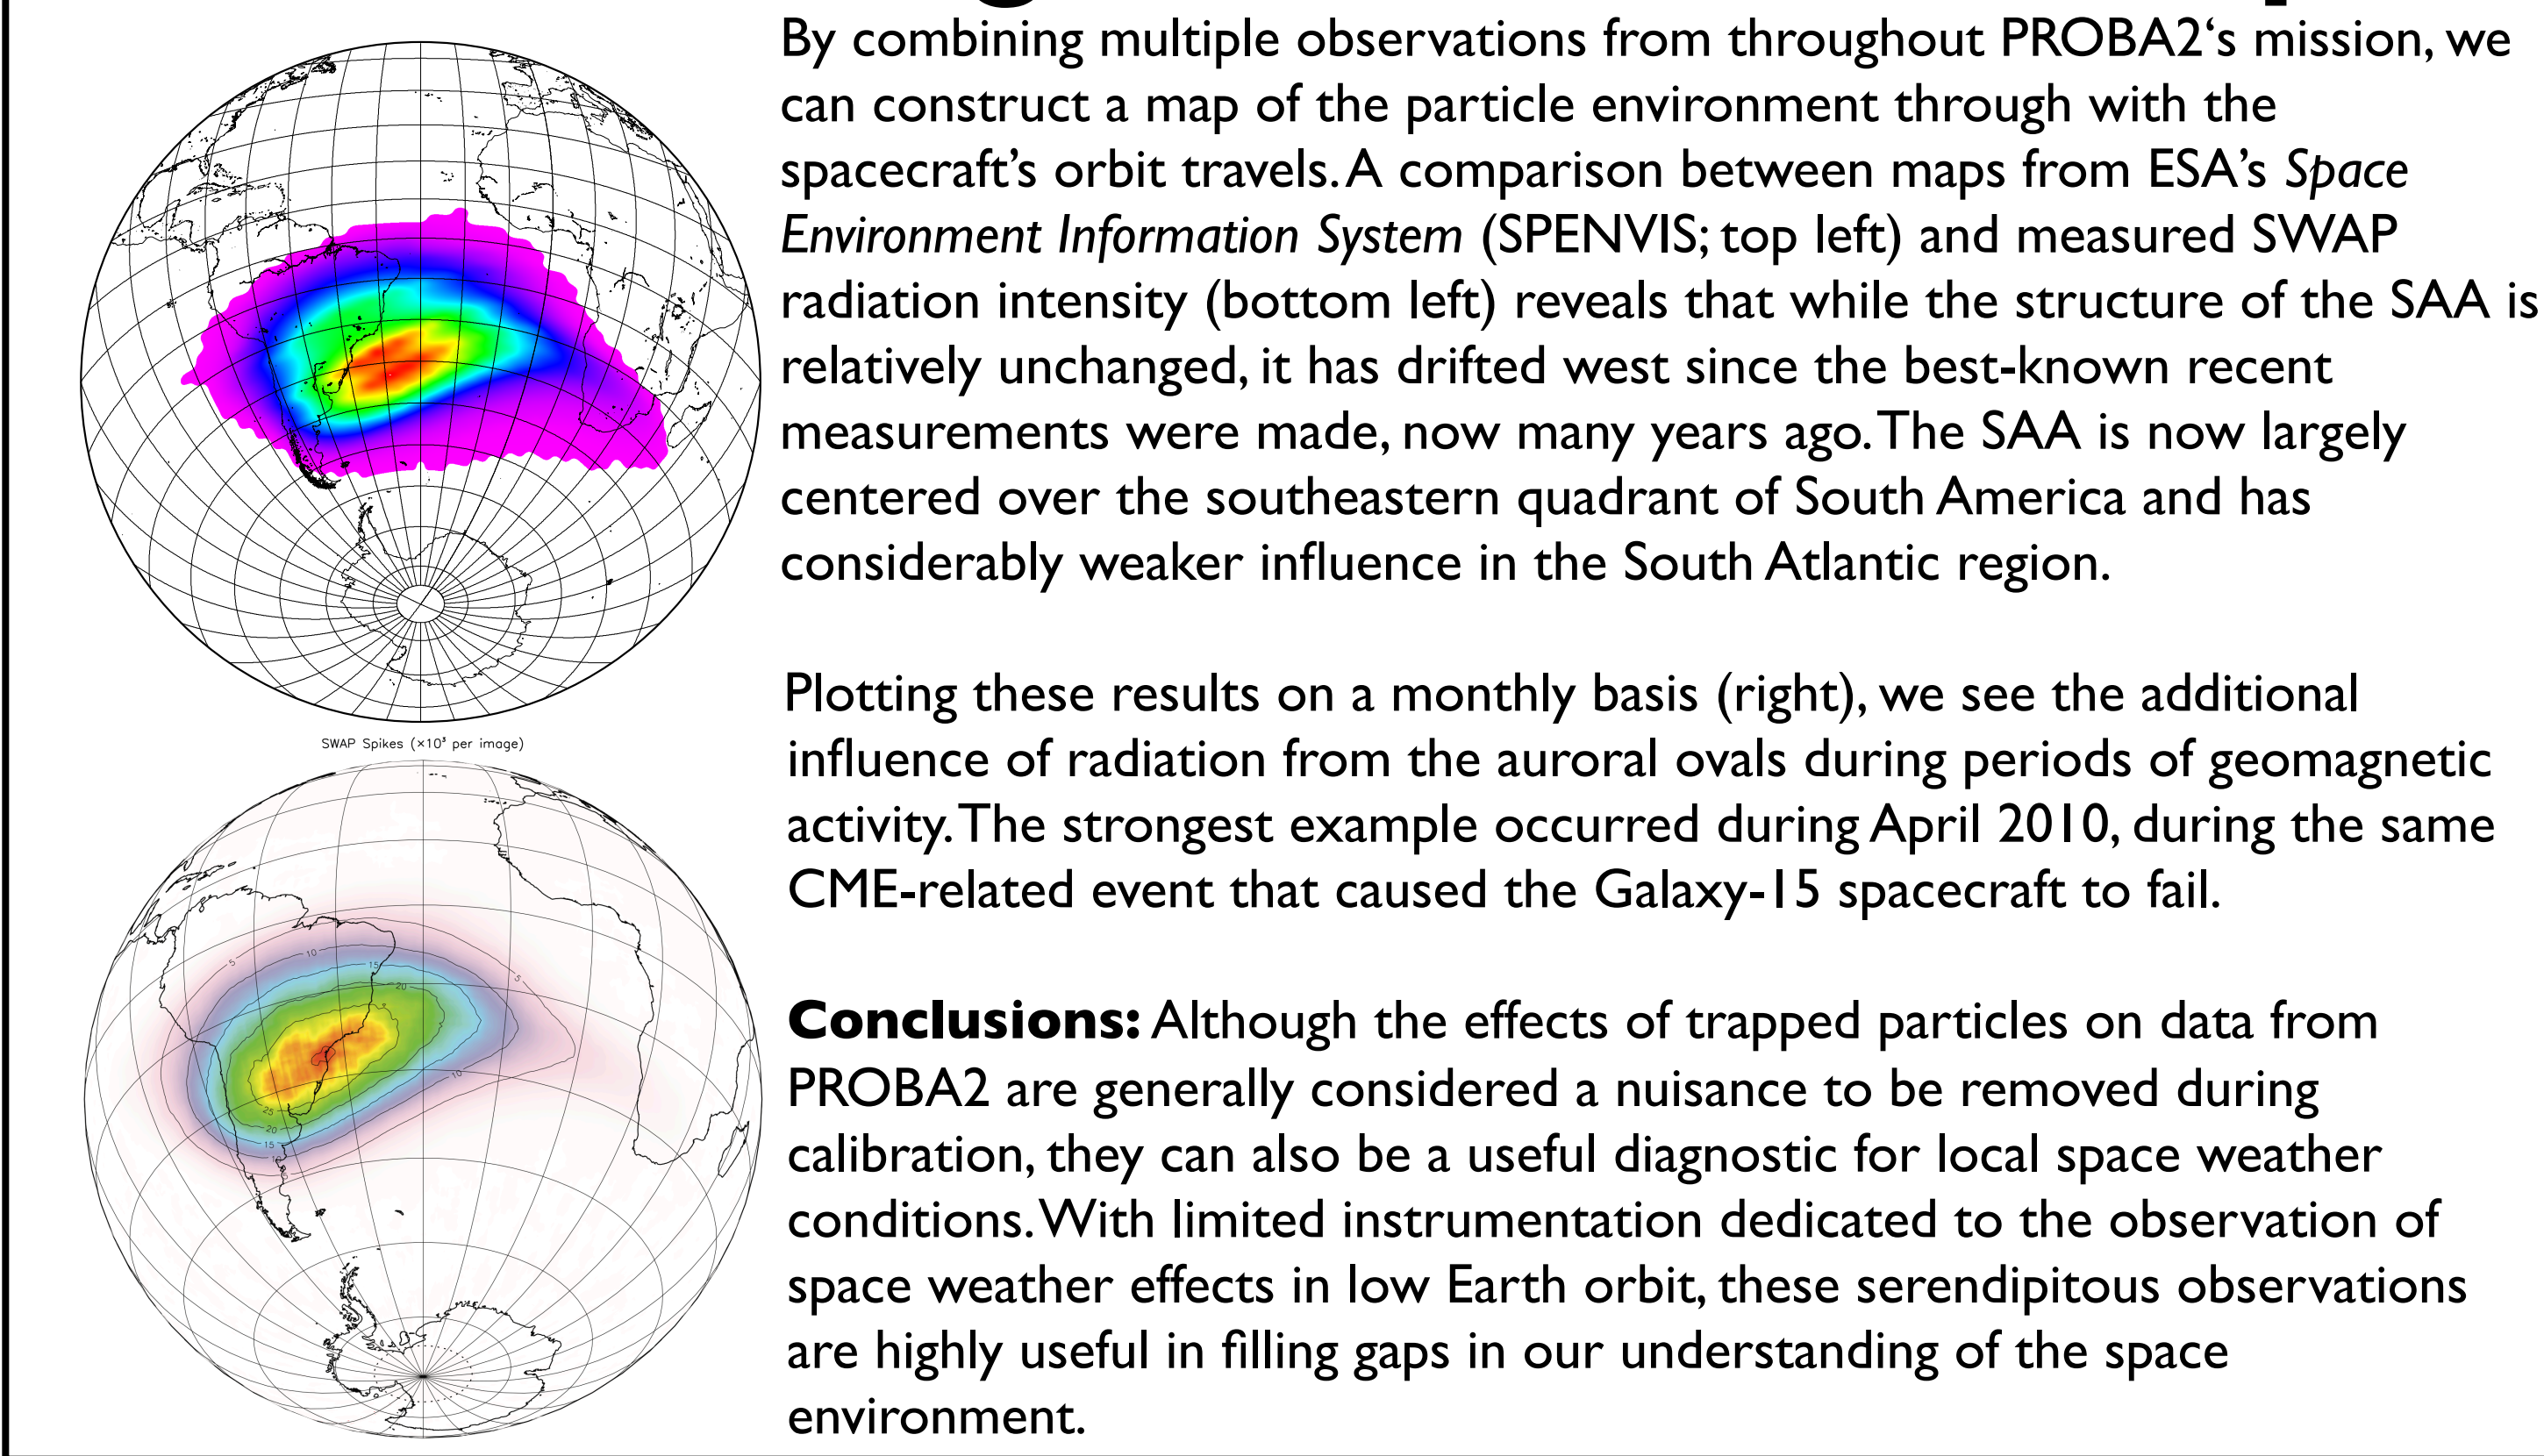 By combining multiple observations from throughout PROBA2‘s mission, we
can construct a map of the particle environment through with the
spacecraft’s orbit travels. A comparison between maps from ESA’s Space
Environment Information System (SPENVIS; top left) and measured SWAP
radiation intensity (bottom left) reveals that while the structure of the SAA is
relatively unchanged, it has drifted west since the best-known recent
measurements were made, now many years ago. The SAA is now largely
centered over the southeastern quadrant of South America and has
considerably weaker influence in the South Atlantic region.
Plotting these results on a monthly basis (right), we see the additional
influence of radiation from the auroral ovals during periods of geomagnetic
activity. The strongest example occurred during April 2010, during the same
CME-related event that caused the Galaxy-15 spacecraft to fail.
Conclusions: Although the effects of trapped particles on data from
PROBA2 are generally considered a nuisance to be removed during
calibration, they can also be a useful diagnostic for local space weather
conditions. With limited instrumentation dedicated to the observation of
space weather effects in low Earth orbit, these serendipitous observations
are highly useful in filling gaps in our understanding of the space
environment.
SWAP Spikes (×10³ per image)
5
10
15
20
5
10
25
20
15